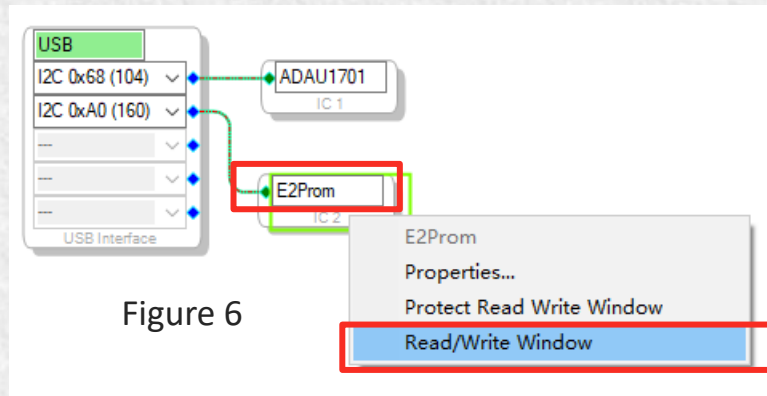 USB
I2C 0x68 (104)
I2C 0xA0 (160)
---
---
---
USB Interface
ADAU1701
IC 1
E2Prom
IC 2
E2Prom
Properties...
Protect Read Write Window
Read/Write Window
Figure 6